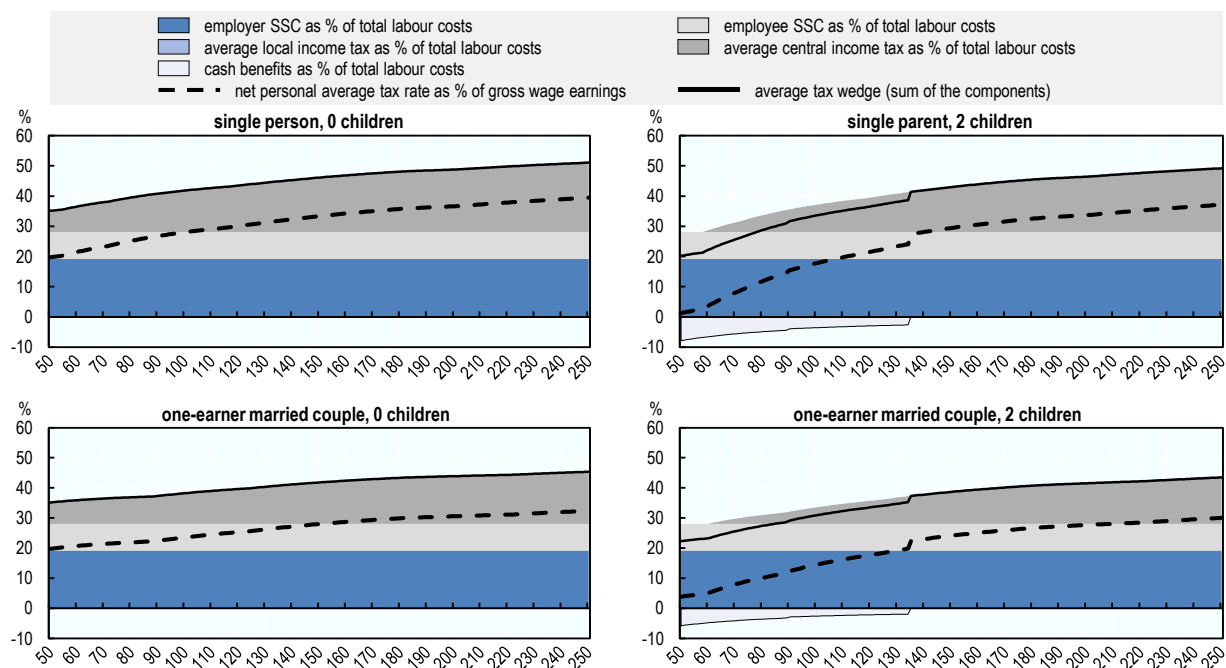 employer SSC as % of total labour costs
employee SSC as % of total labour costs
average local income tax as % of total labour costs
average central income tax as % of total labour costs
cash benefits as % of total labour costs
net personal average tax rate as % of gross wage earnings
average tax wedge (sum of the components)
%
single person, 0 children
60
50
40
30
20
10
0
-10
50 60 70 80 90 100 110 120 130 140 150 160 170 180 190 200 210 220 230 240 250
%
single parent, 2 children
60
50
40
30
20
10
0
-10
50 60 70 80 90 100 110 120 130 140 150 160 170 180 190 200 210 220 230 240 250
%
one-earner married couple, 0 children
60
50
40
30
20
10
0
-10
50 60 70 80 90 100 110 120 130 140 150 160 170 180 190 200 210 220 230 240 250
%
one-earner married couple, 2 children
60
50
40
30
20
10
0
-10
50 60 70 80 90 100 110 120 130 140 150 160 170 180 190 200 210 220 230 240 250